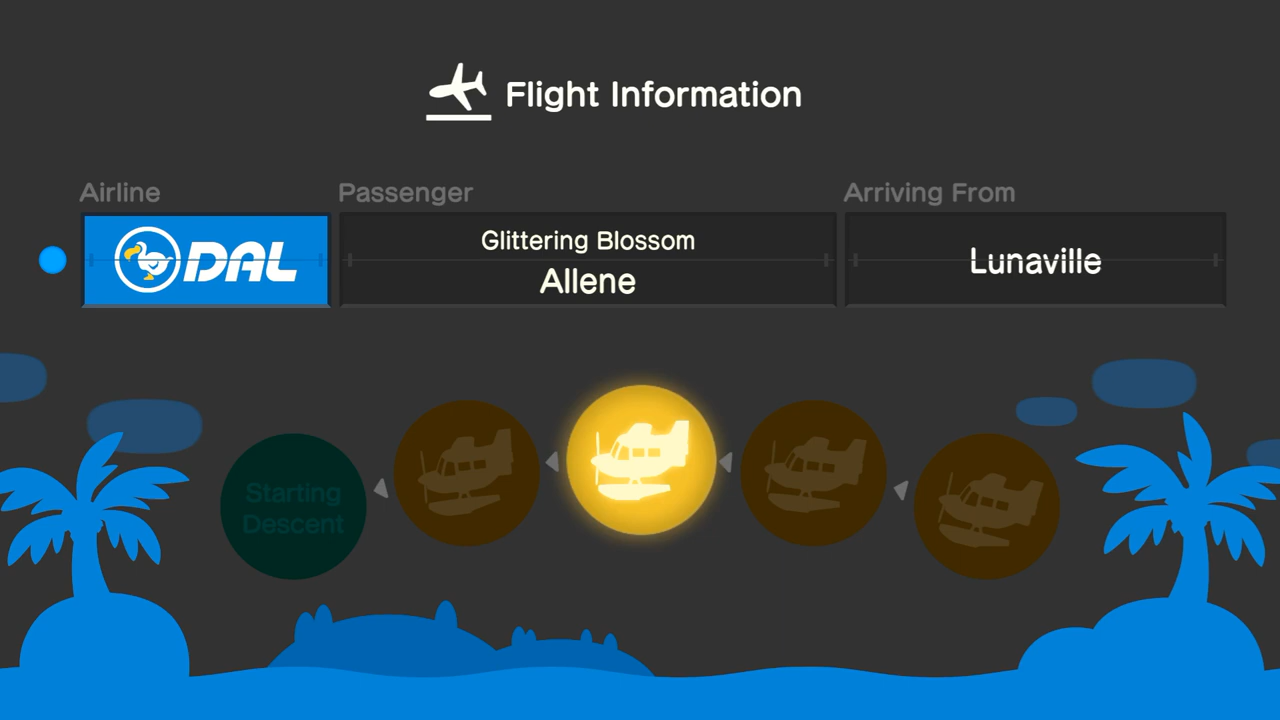 Flight Information
Airline
Passenger
Arriving From
DAL
Glittering Blossom
Allene
Lunaville
Starting
Descent